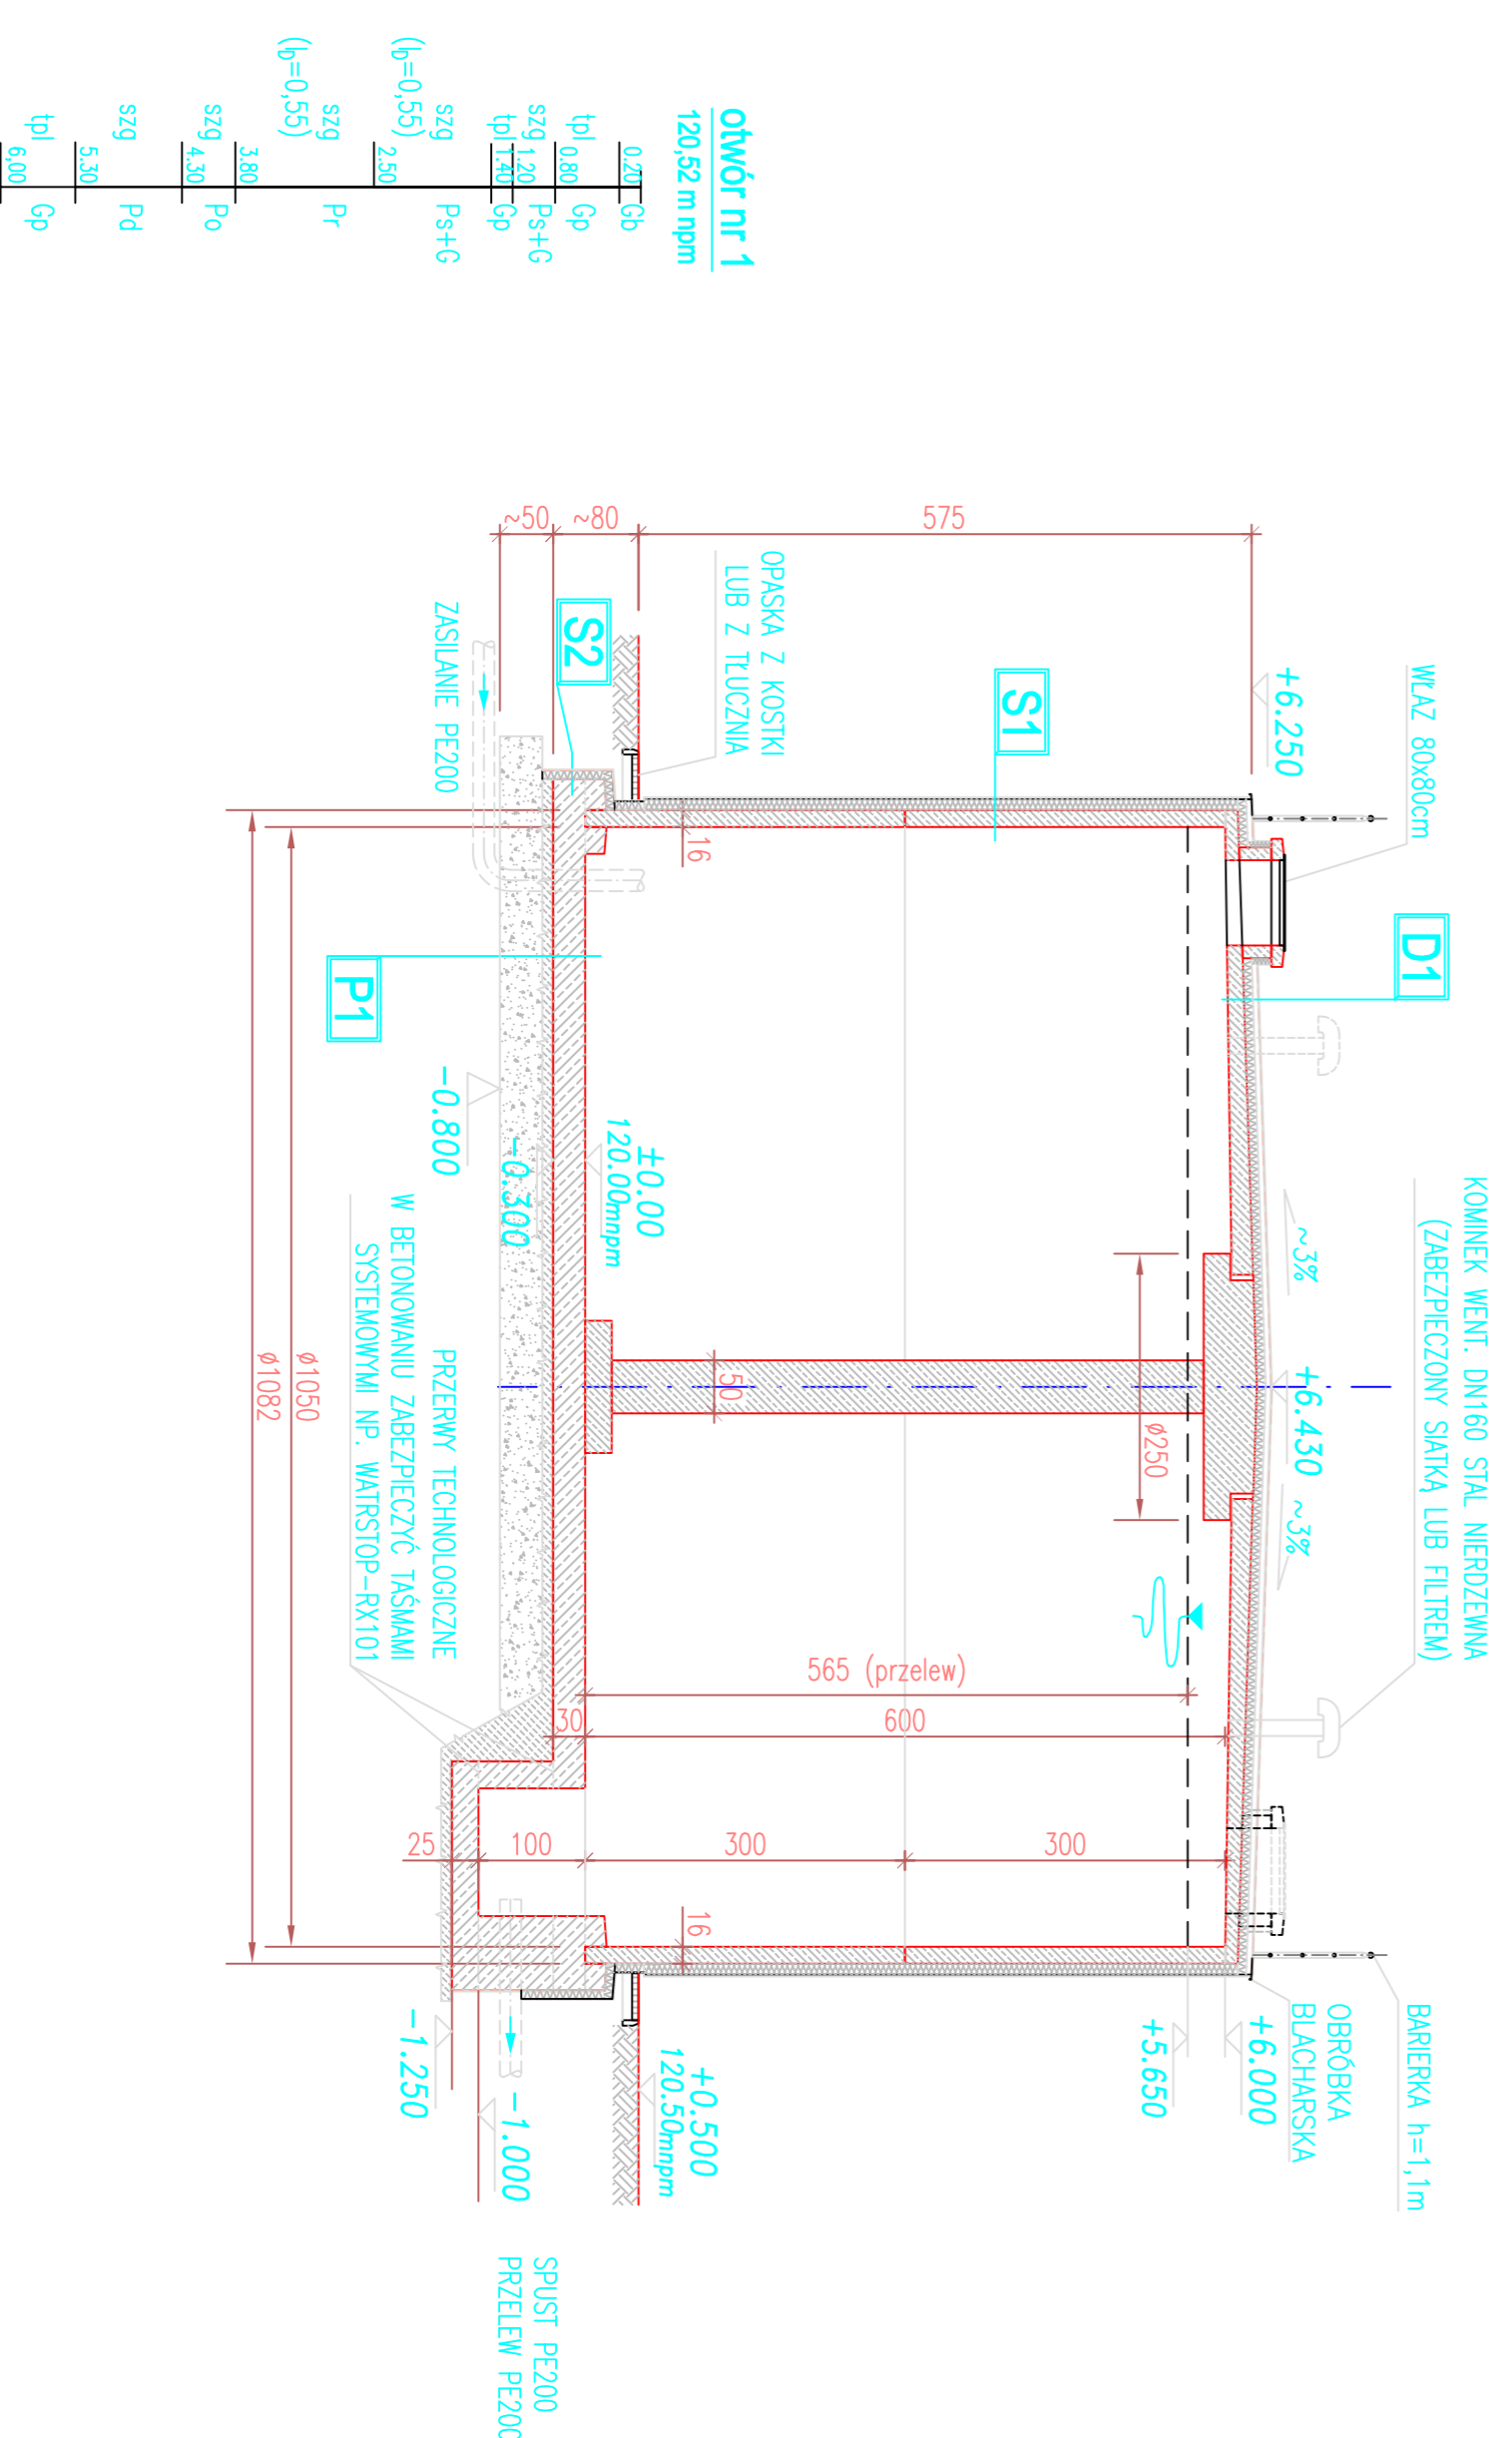 KOMINEK WENT. DN160 STAL NIERDZEWNA
(ZABEZPIECZONY SIATKĄ LUB FILTREM)
WŁAZ 80x80cm
D1
BARIERKA h=1,1m
OBRÓBKA
BLACHARSKA
+6.250
~3%
+6.430
~3%
+6.000
+5.650
ø250
S1
575
565 (przelew)
600
300
300
OPASKA Z KOSTKI
LUB Z TŁUCZNIA
16
50
16
±0.00
120.00mnpm
+0.500
120.50mnpm
~80
~50
S2
ZASILANIE PE200
30
100
25
-0.300
-0.800
-1.000
-1.250
P1
PRZERWY TECHNOLOGICZNE
W BETONOWANIU ZABEZPIECZYĆ TAŚMAMI
SYSTEMOWYMI NP. WATRSTOP-RX101
SPUST PE200
PRZELEW PE200
ø1050
ø1082
otwór nr 1
120,52 m npm
0.20 Gb
tpl 0.80 Gp
szg 1.20 Ps+G
tpl 1.40 Gp
szg 2.50 Ps+G
(ID=0,55)
szg 3.80 Pr
(ID=0,55)
szg 4.30 Po
szg 5.30 Pd
tpl 6,00 Gp